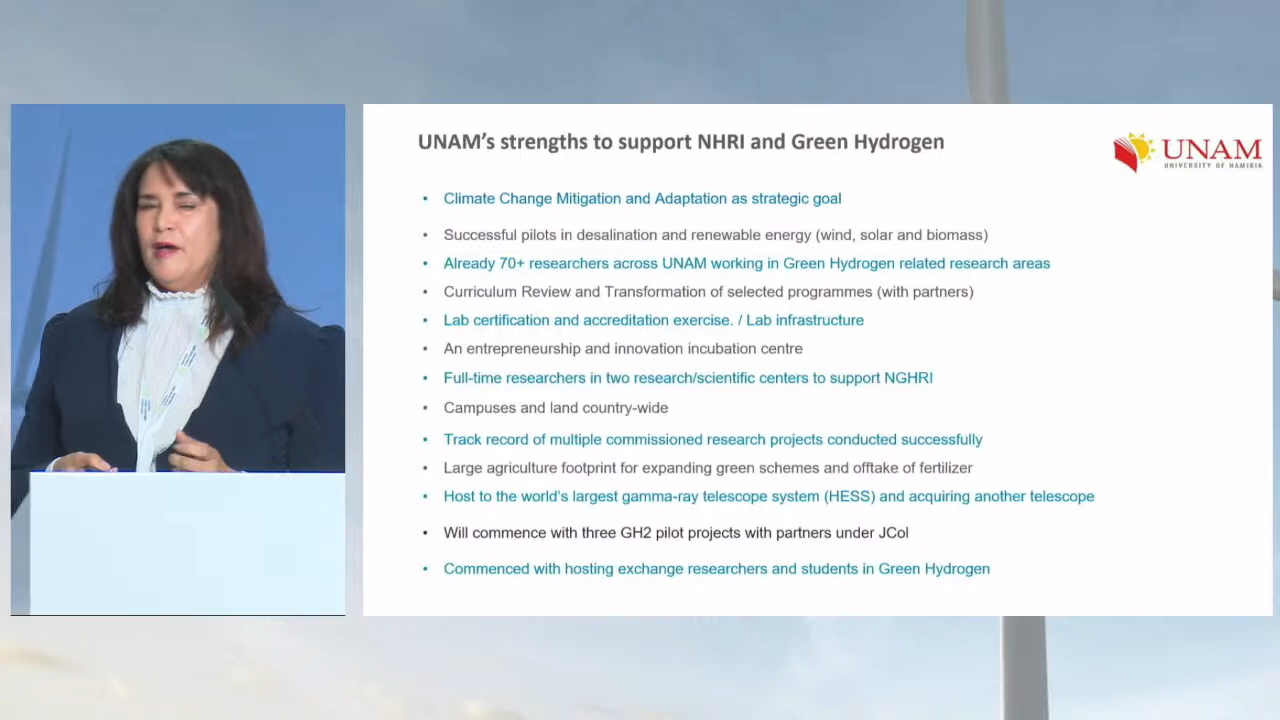 UNAM's strengths to support NHRI and Green Hydrogen
UNAM
UNIVERSITY OF NAMIBIA
• Climate Change Mitigation and Adaptation as strategic goal
• Successful pilots in desalination and renewable energy (wind, solar and biomass)
• Already 70+ researchers across UNAM working in Green Hydrogen related research areas
• Curriculum Review and Transformation of selected programmes (with partners)
• Lab certification and accreditation exercise. / Lab infrastructure
• An entrepreneurship and innovation incubation centre
• Full-time researchers in two research/scientific centers to support NGHRI
• Campuses and land country-wide
• Track record of multiple commissioned research projects conducted successfully
• Large agriculture footprint for expanding green schemes and offtake of fertilizer
• Host to the world's largest gamma-ray telescope system (HESS) and acquiring another telescope
• Will commence with three GH2 pilot projects with partners under JCol
• Commenced with hosting exchange researchers and students in Green Hydrogen